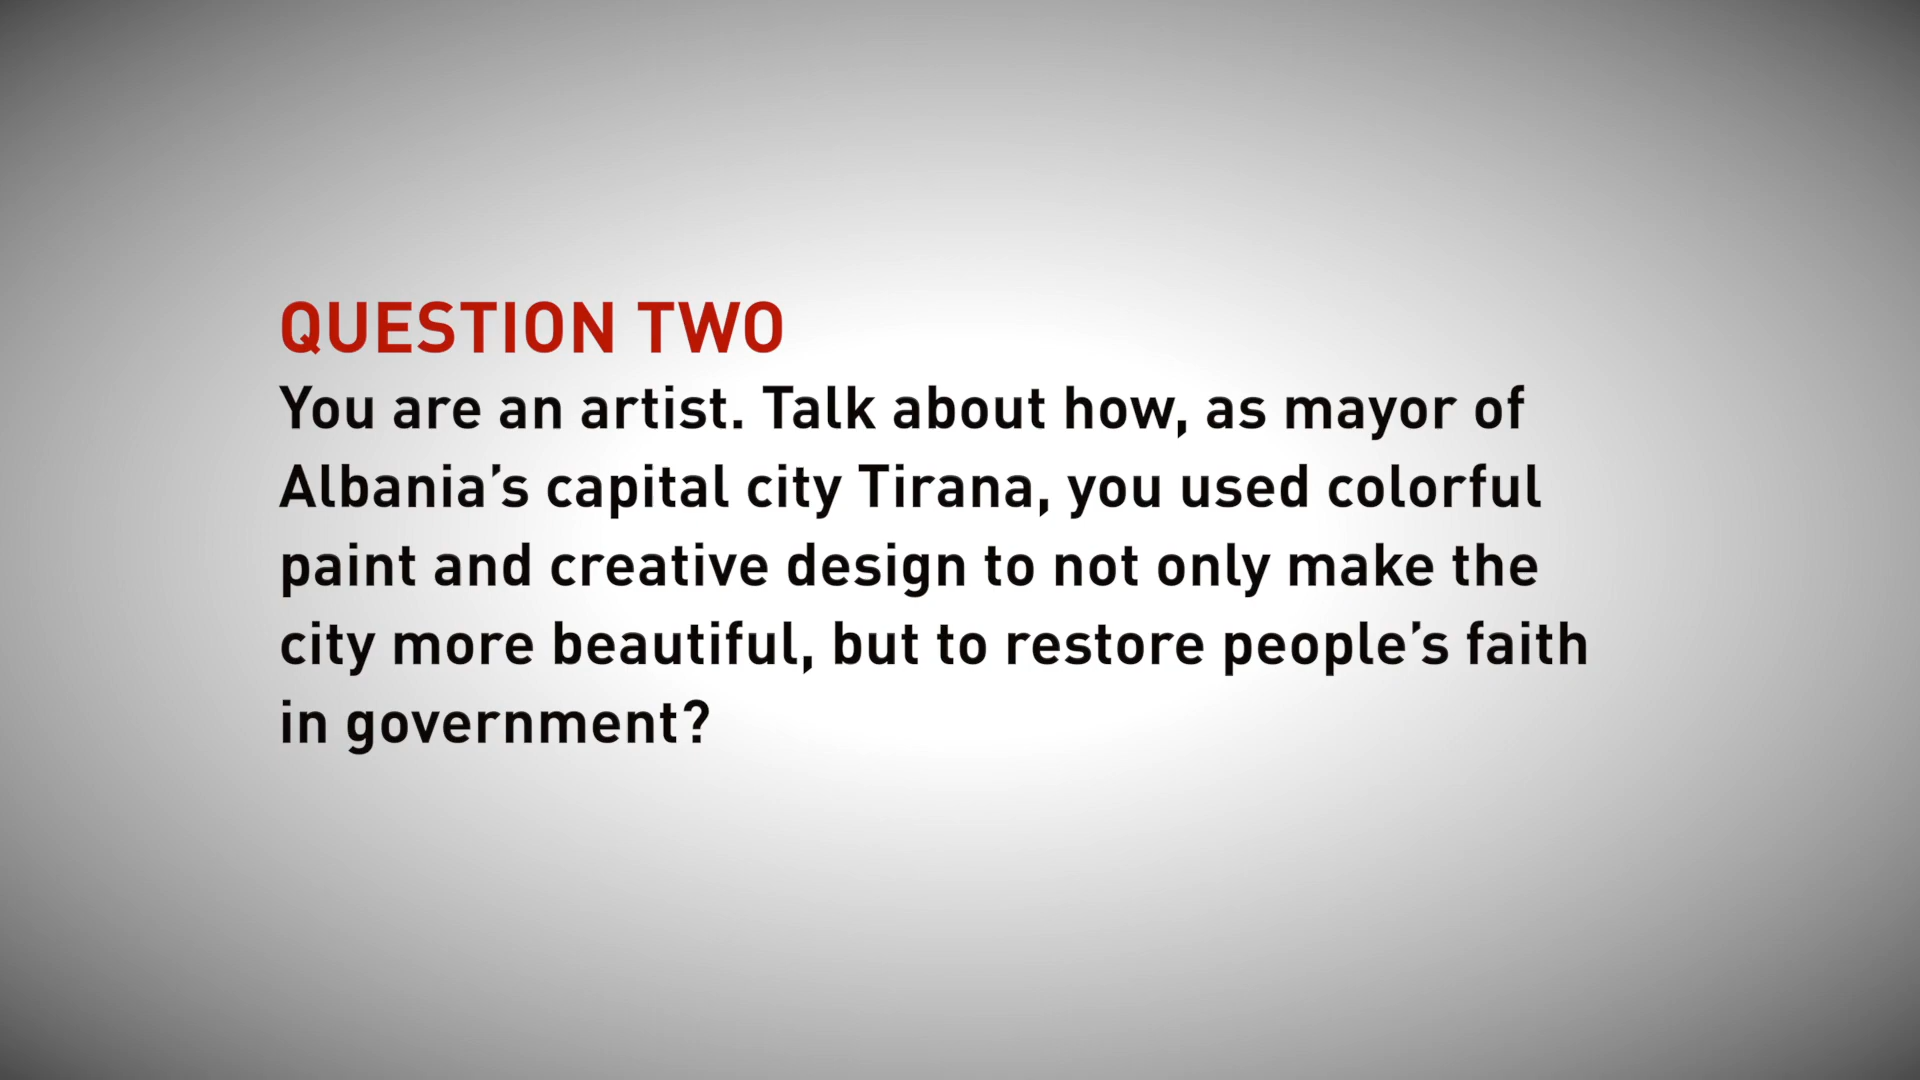 QUESTION TWO
You are an artist. Talk about how, as mayor of
Albania’s capital city Tirana, you used colorful
paint and creative design to not only make the
city more beautiful, but to restore people’s faith
in government?